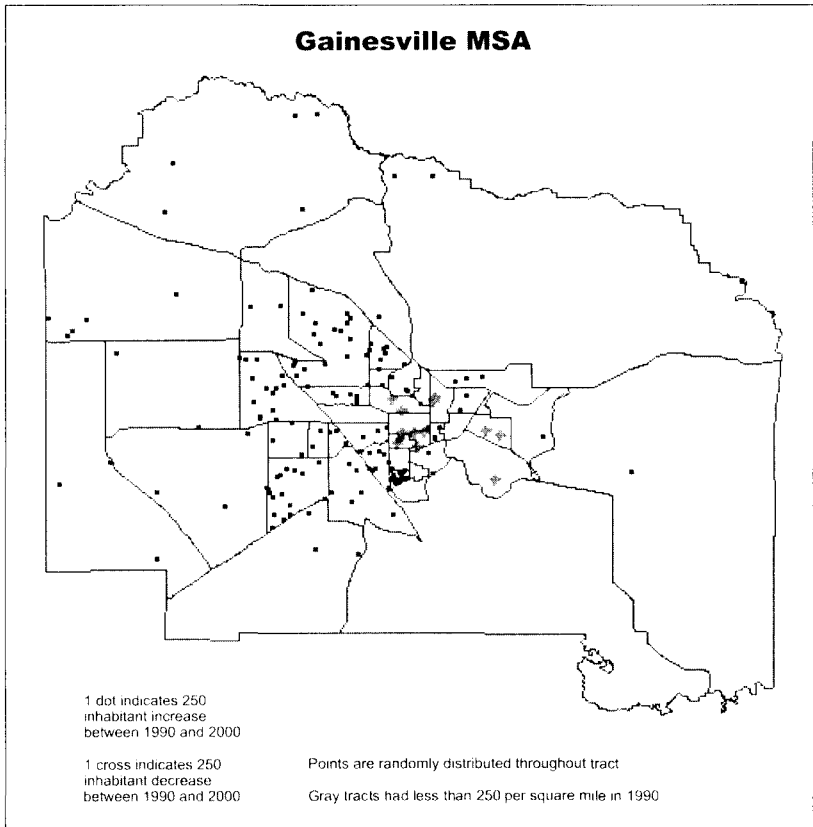 Gainesville MSA
1 dot indicates 250
inhabitant increase
between 1990 and 2000
1 cross indicates 250
inhabitant decrease
between 1990 and 2000
Points are randomly distributed throughout tract
Gray tracts had less than 250 per square mile in 1990